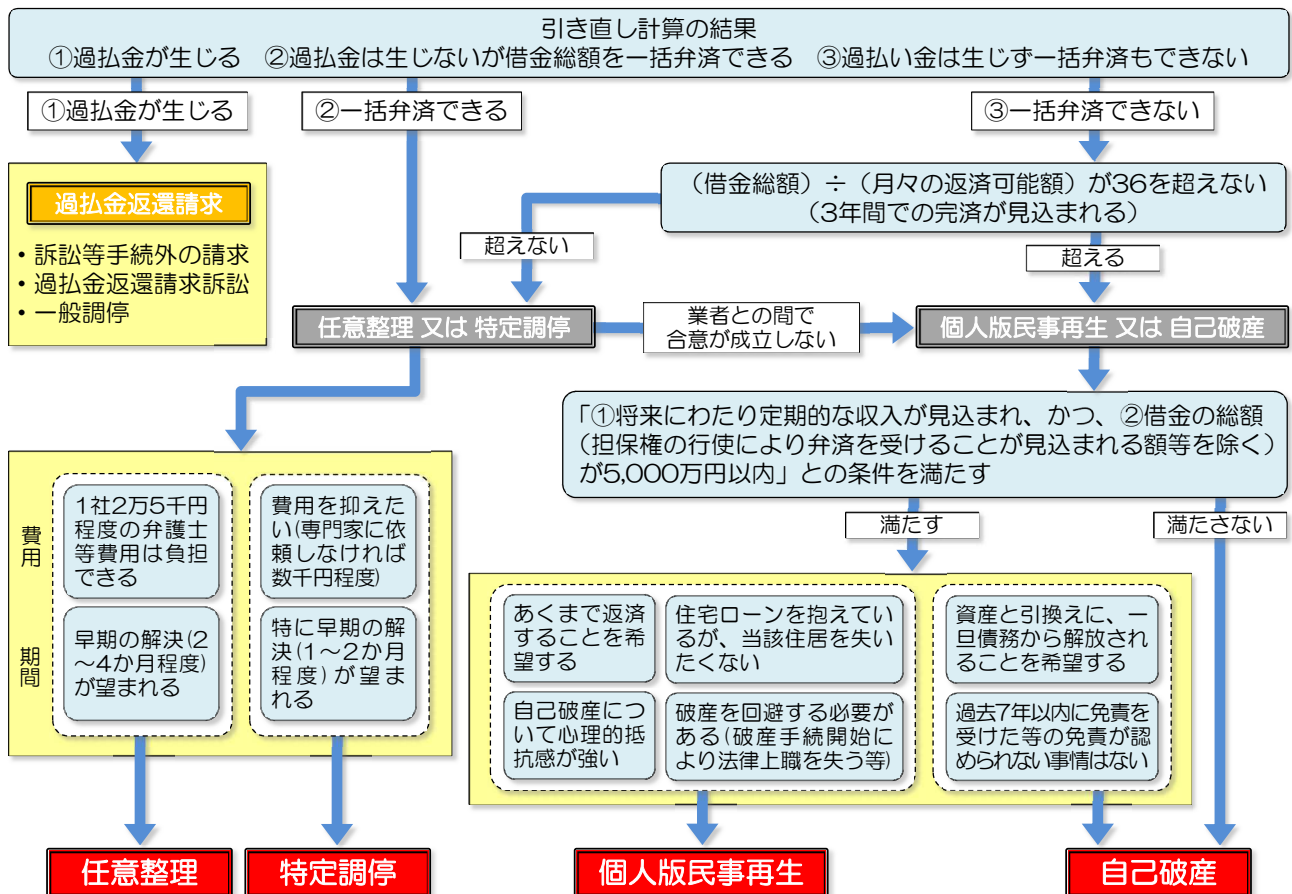 引き直し計算の結果
①過払金が生じる ②過払金は生じないが借金総額を一括弁済できる ③過払い金は生じず一括弁済もできない
①過払金が生じる
②一括弁済できる
③一括弁済できない
過払金返還請求
・訴訟等手続外の請求
・過払金返還請求訴訟
・一般調停
（借金総額）÷（月々の返済可能額）が36を超えない
（3年間での完済が見込まれる）
超えない
超える
任意整理 又は 特定調停
業者との間で
合意が成立しない
個人版民事再生 又は 自己破産
「①将来にわたり定期的な収入が見込まれ、かつ、②借金の総額
（担保権の行使により弁済を受けることが見込まれる額等を除く）
が5,000万円以内」との条件を満たす
満たす
満たさない
費用
1社2万5千円
程度の弁護士
等費用は負担
できる
費用を抑えた
い(専門家に依
頼しなければ
数千円程度)
期間
早期の解決(2
～4か月程度)
が望まれる
特に早期の解
決(1～2か月
程度)が望ま
れる
あくまで返済
することを希
望する
住宅ローンを抱えてい
るが、当該住居を失い
たくない
資産と引換えに、一
旦債務から解放され
ることを希望する
自己破産につ
いて心理的抵
抗感が強い
破産を回避する必要が
ある(破産手続開始に
より法律上職を失う等)
過去7年以内に免責を
受けた等の免責が認
められない事情はない
任意整理
特定調停
個人版民事再生
自己破産